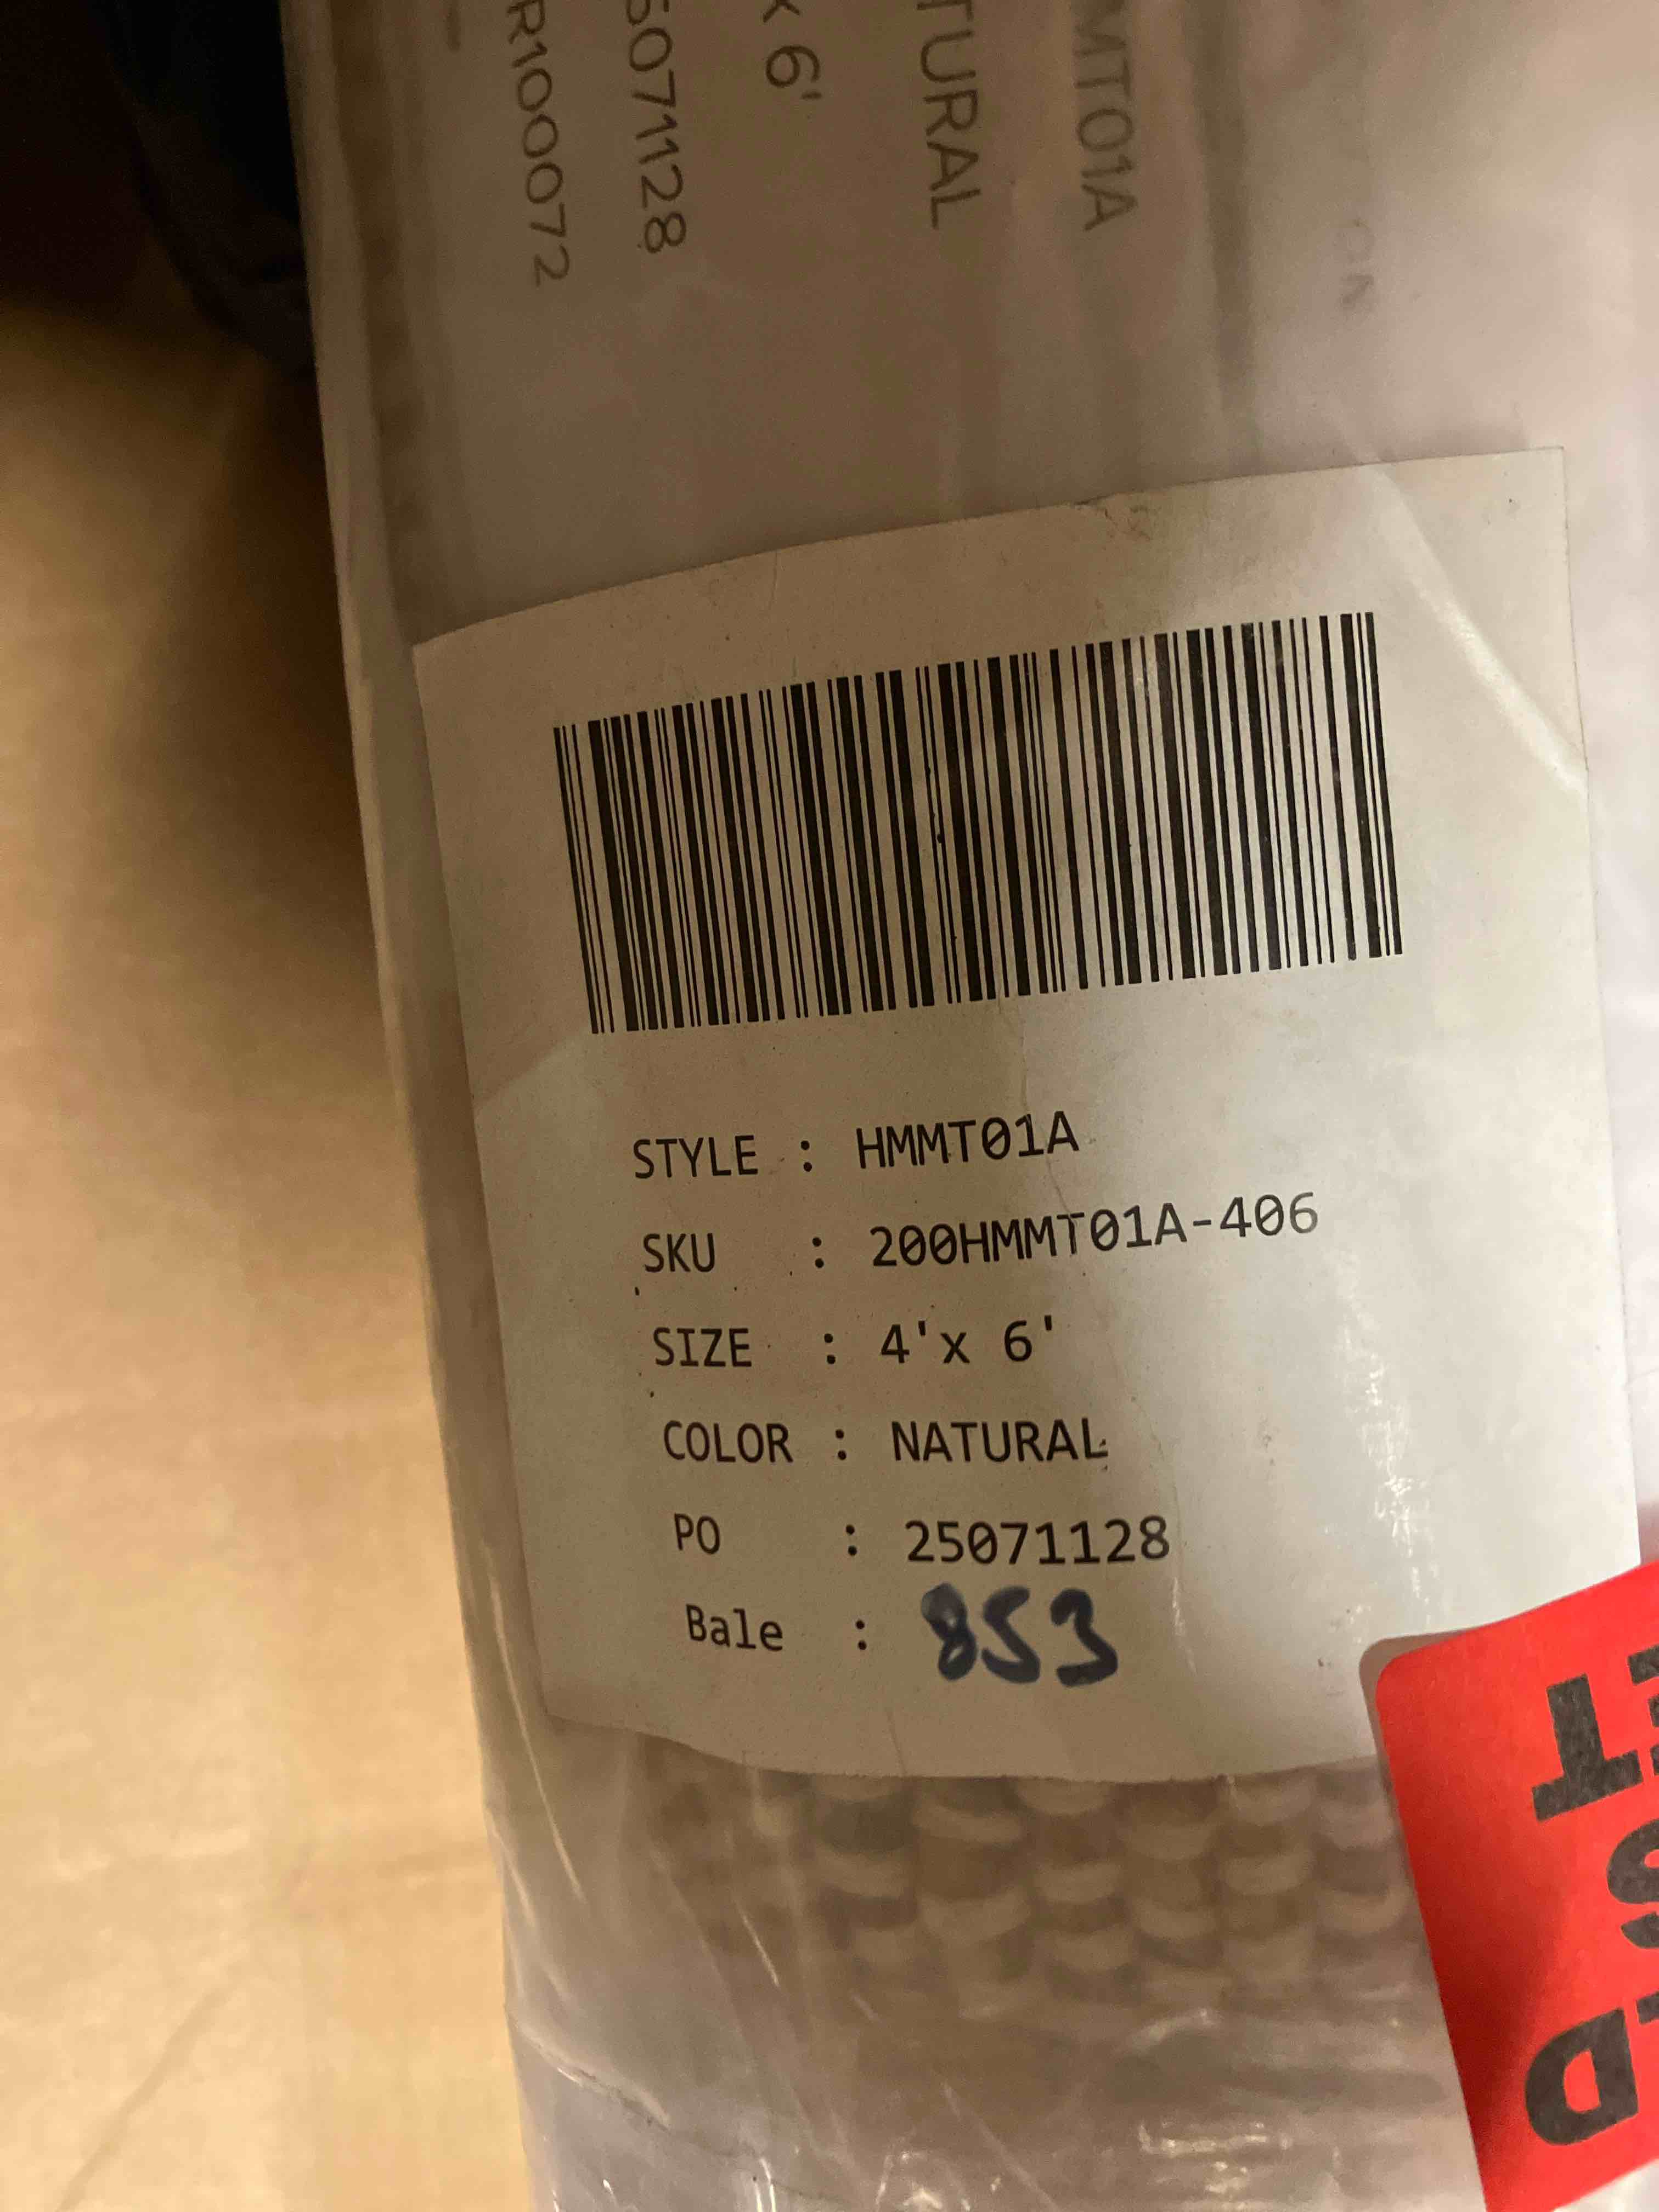 MT01A
TURAL
x 6'
5071128
R100072
STYLE : HMMT01A
SKU : 200HMMT01A-406
SIZE : 4'x 6'
COLOR : NATURAL
PO : 25071128
Bale : 853